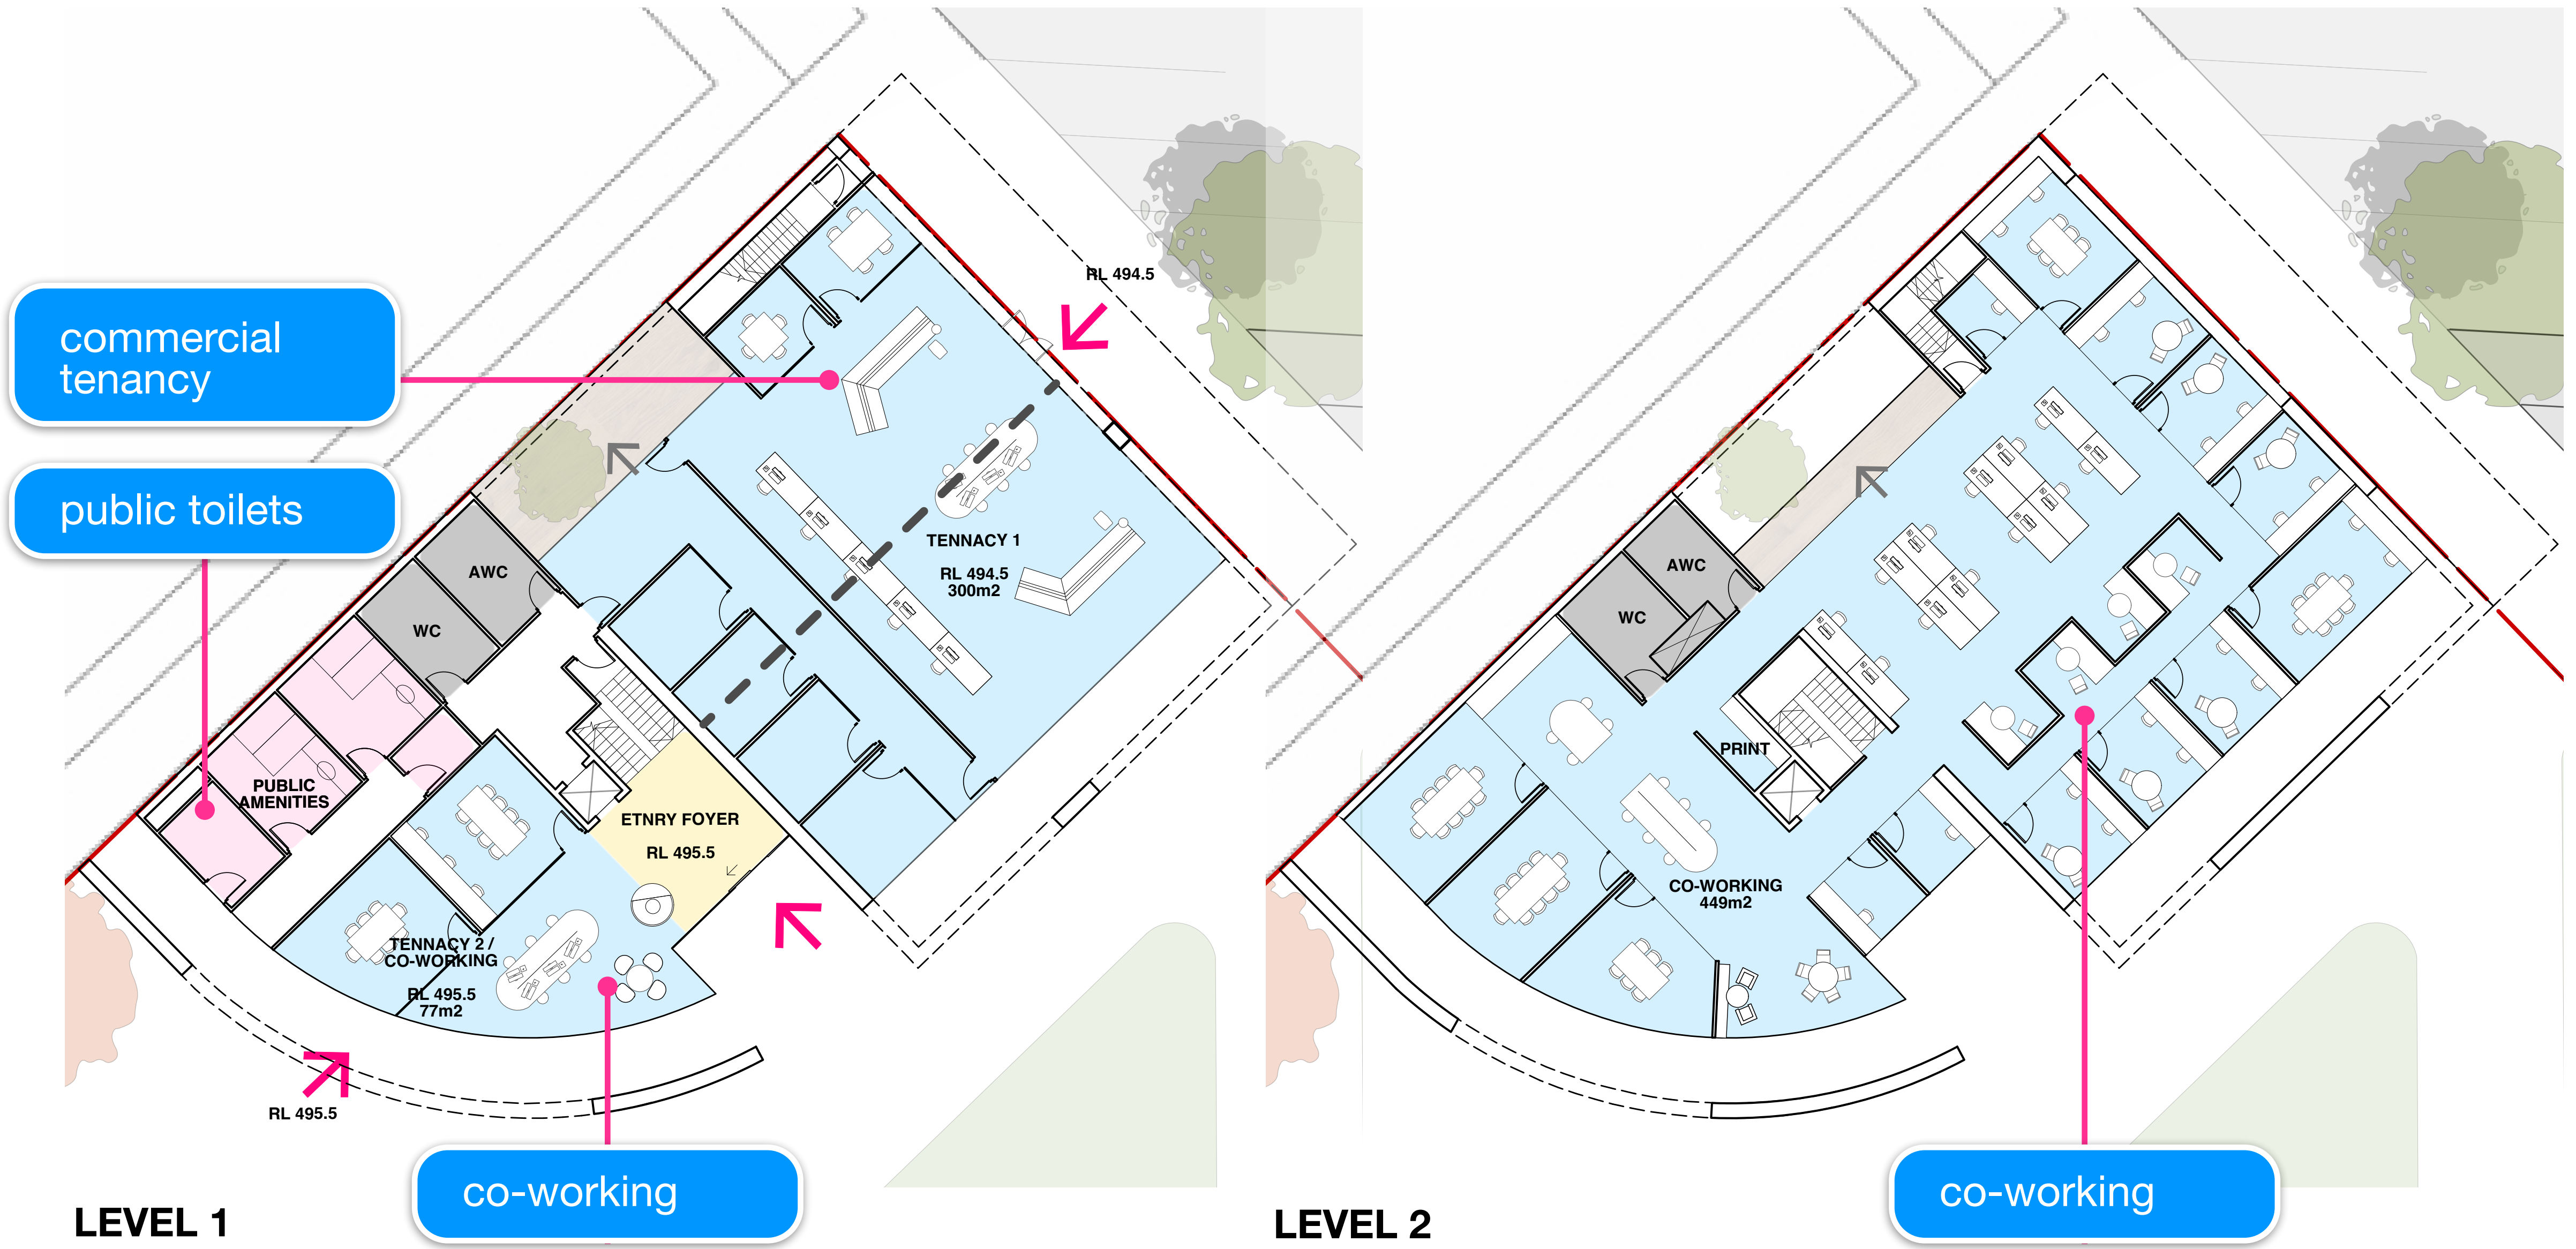 commercial
tenancy
public toilets
RL 494.5
TENNACY 1
RL 494.5
300m2
AWC
WC
PUBLIC
AMENITIES
ETNRY FOYER
RL 495.5
TENNACY 2 /
CO-WORKING
RL 495.5
77m2
RL 495.5
co-working
LEVEL 1
AWC
WC
PRINT
CO-WORKING
449m2
co-working
LEVEL 2